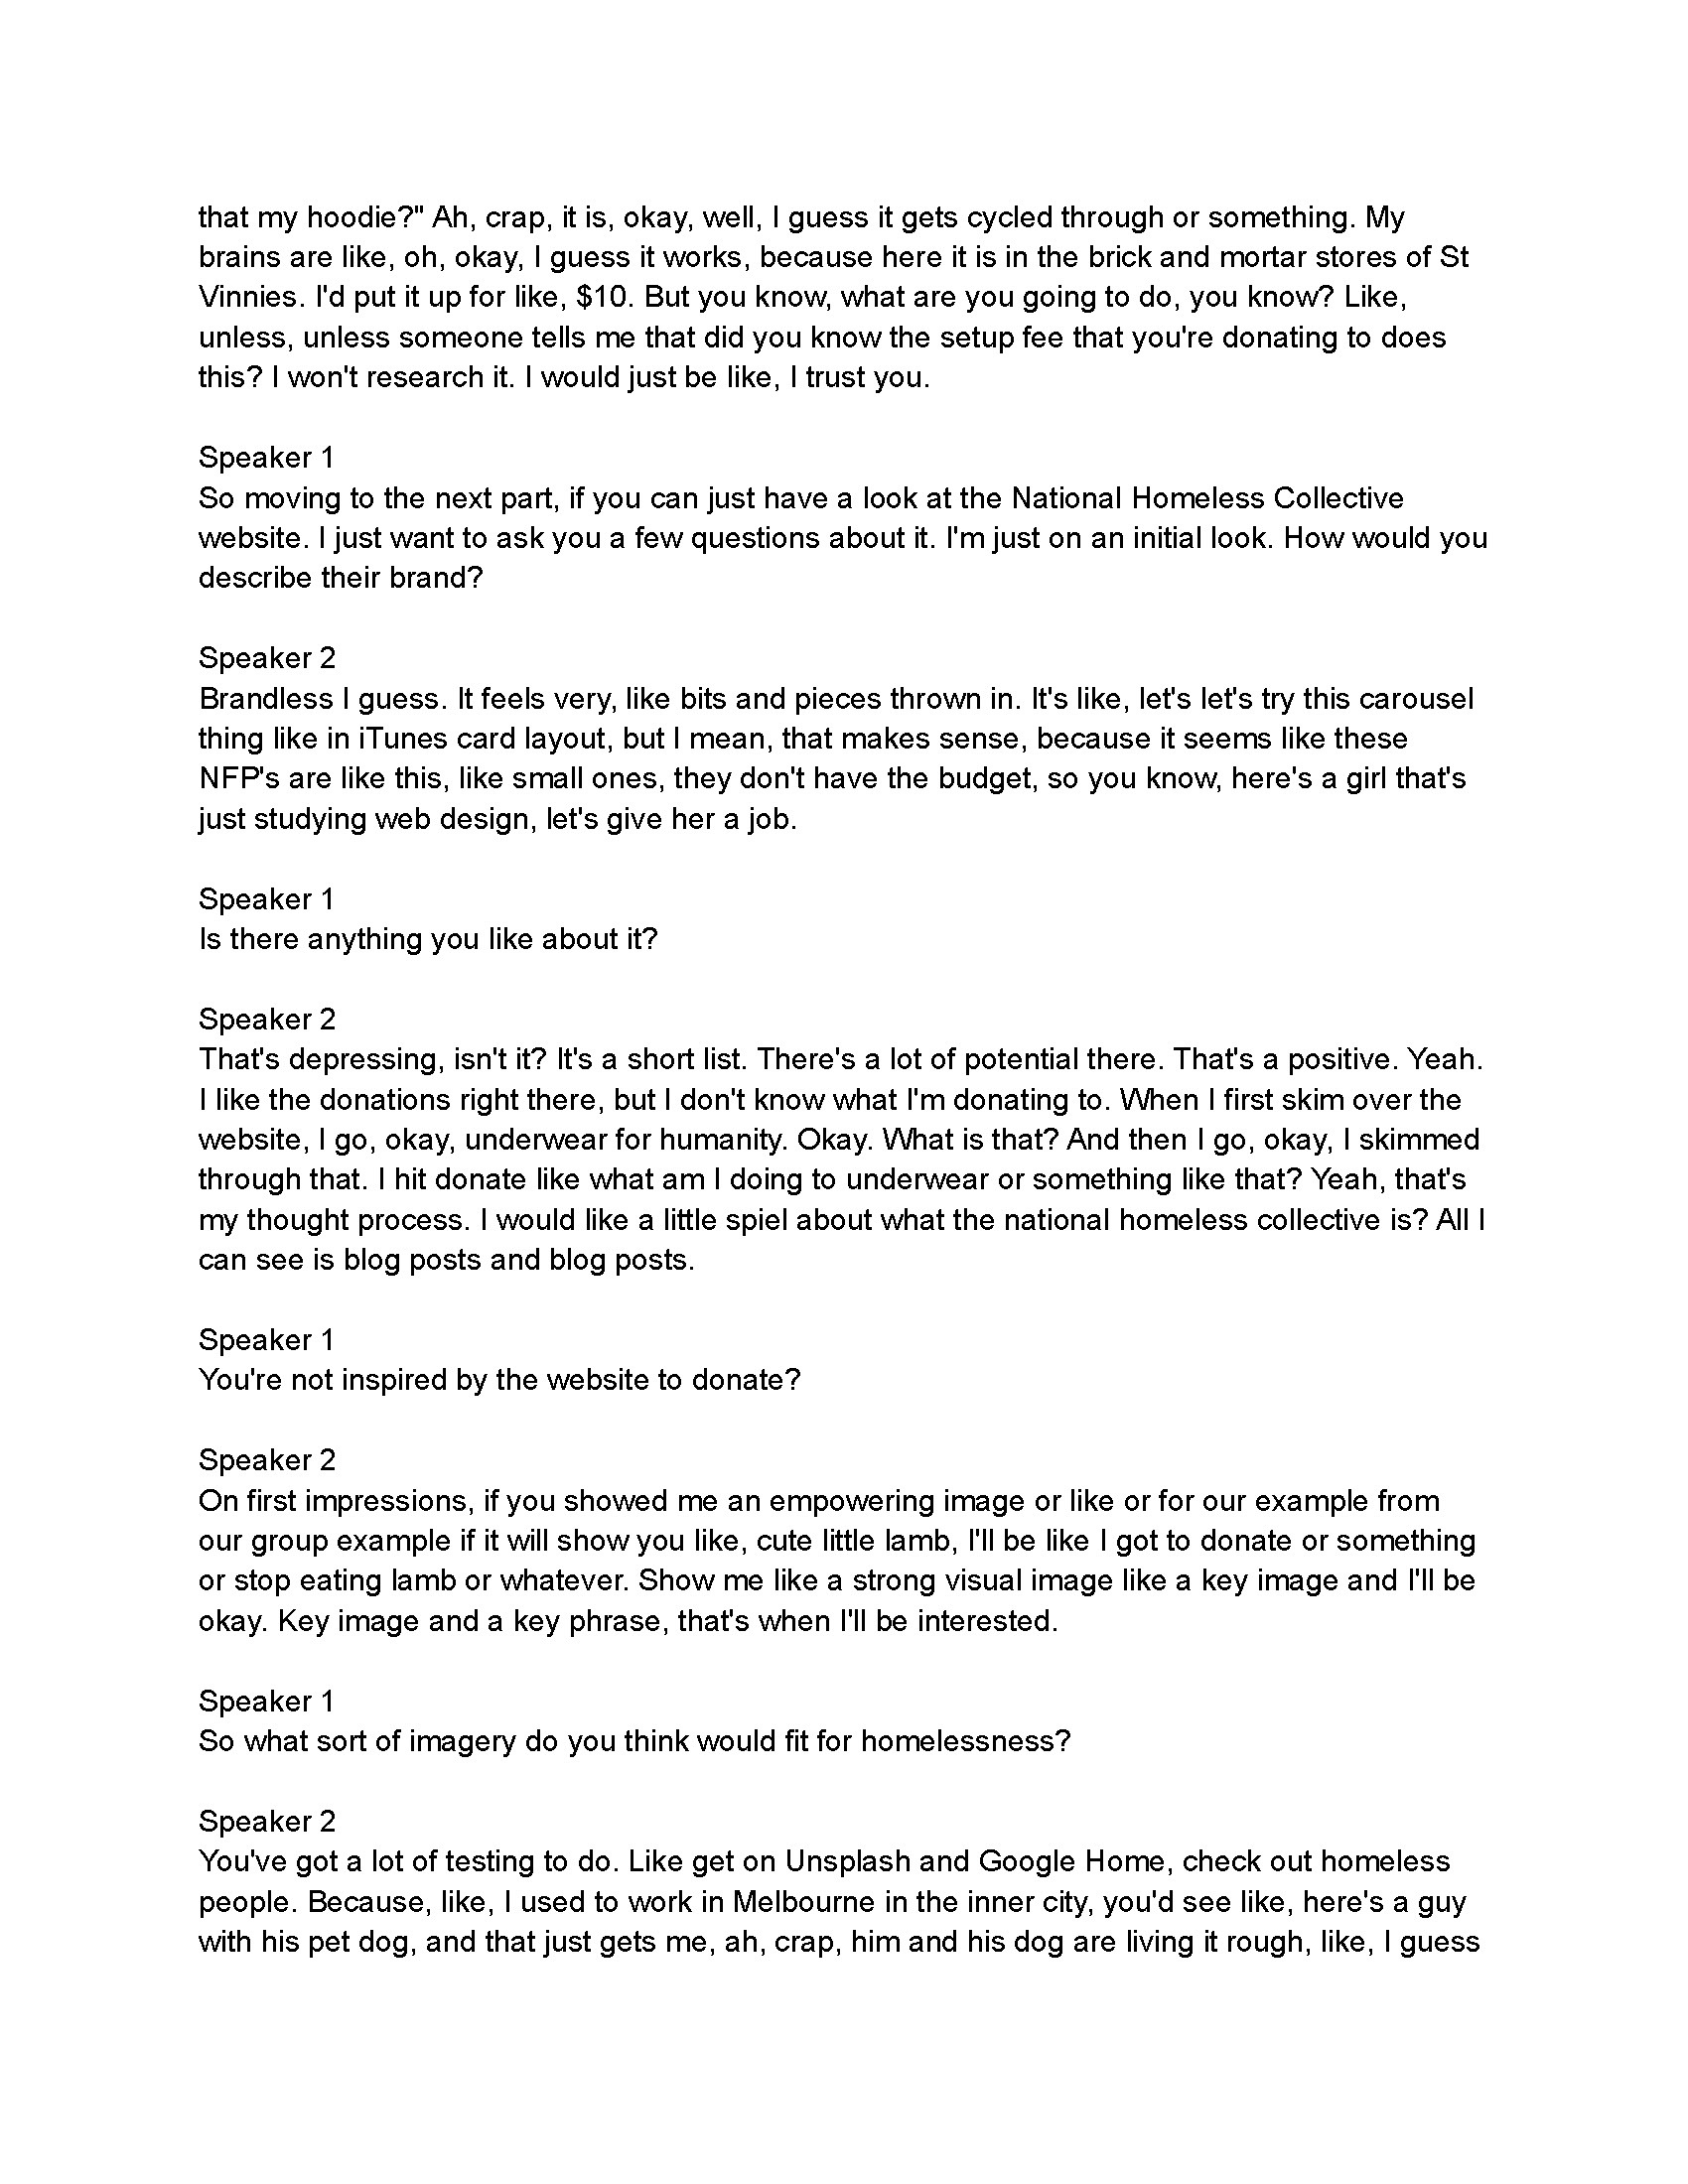 that my hoodie?" Ah, crap, it is, okay, well, I guess it gets cycled through or something. My
brains are like, oh, okay, I guess it works, because here it is in the brick and mortar stores of St
Vinnies. I'd put it up for like, $10. But you know, what are you going to do, you know? Like,
unless, unless someone tells me that did you know the setup fee that you're donating to does
this? I won't research it. I would just be like, I trust you.
Speaker 1
So moving to the next part, if you can just have a look at the National Homeless Collective
website. I just want to ask you a few questions about it. I'm just on an initial look. How would you
describe their brand?
Speaker 2
Brandless I guess. It feels very, like bits and pieces thrown in. It's like, let's let's try this carousel
thing like in iTunes card layout, but I mean, that makes sense, because it seems like these
NFP's are like this, like small ones, they don't have the budget, so you know, here's a girl that's
just studying web design, let's give her a job.
Speaker 1
Is there anything you like about it?
Speaker 2
That's depressing, isn't it? It's a short list. There's a lot of potential there. That's a positive. Yeah.
I like the donations right there, but I don't know what I'm donating to. When I first skim over the
website, I go, okay, underwear for humanity. Okay. What is that? And then I go, okay, I skimmed
through that. I hit donate like what am I doing to underwear or something like that? Yeah, that's
my thought process. I would like a little spiel about what the national homeless collective is? All I
can see is blog posts and blog posts.
Speaker 1
You're not inspired by the website to donate?
Speaker 2
On first impressions, if you showed me an empowering image or like or for our example from
our group example if it will show you like, cute little lamb, I'll be like I got to donate or something
or stop eating lamb or whatever. Show me like a strong visual image like a key image and I'll be
okay. Key image and a key phrase, that's when I'll be interested.
Speaker 1
So what sort of imagery do you think would fit for homelessness?
Speaker 2
You've got a lot of testing to do. Like get on Unsplash and Google Home, check out homeless
people. Because, like, I used to work in Melbourne in the inner city, you'd see like, here's a guy
with his pet dog, and that just gets me, ah, crap, him and his dog are living it rough, like, I guess